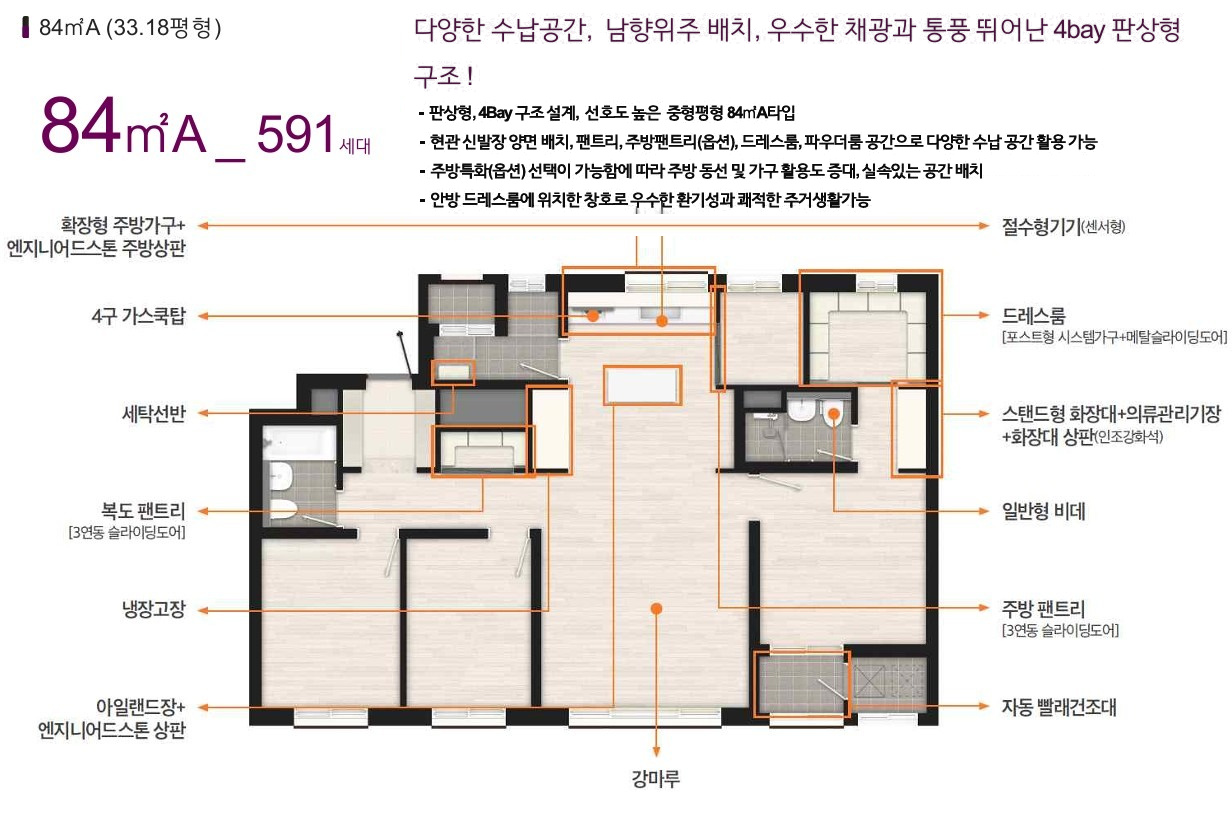 84㎡A (33.18평형)
다양한 수납공간, 남향위주 배치, 우수한 채광과 통풍 뛰어난 4bay 판상형
구조 !
84㎡A _ 591세대
- 판상형, 4Bay 구조 설계, 선호도 높은 중형평형 84㎡A타입
- 현관 신발장 양면 배치, 팬트리, 주방팬트리(옵션), 드레스룸, 파우더룸 공간으로 다양한 수납 공간 활용 가능
- 주방특화(옵션) 선택이 가능함에 따라 주방 동선 및 가구 활용도 증대, 실속있는 공간 배치
- 안방 드레스룸에 위치한 창호로 우수한 환기성과 쾌적한 주거생활가능
확장형 주방가구+
엔지니어드스톤 주방상판
4구 가스쿡탑
세탁선반
복도 팬트리
[3연동 슬라이딩도어]
냉장고장
아일랜드장+
엔지니어드스톤 상판
강마루
절수형기기(센서형)
드레스룸
[포스트형 시스템가구+메탈슬라이딩도어]
스탠드형 화장대+의류관리기장
+화장대 상판(인조강화석)
일반형 비데
주방 팬트리
[3연동 슬라이딩도어]
자동 빨래건조대